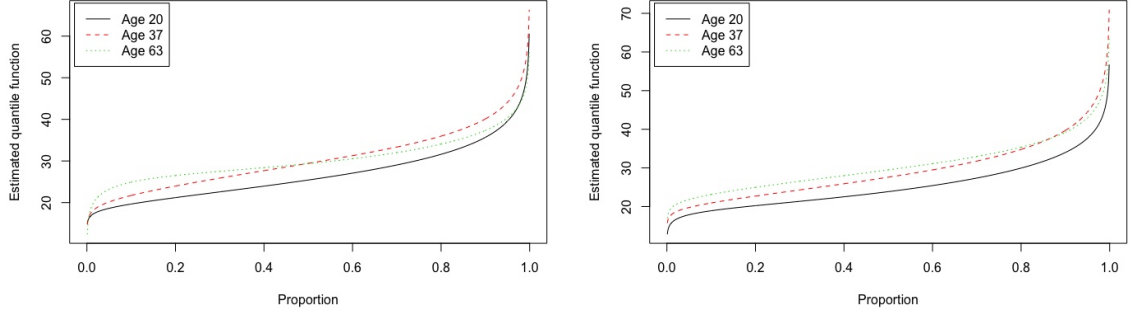 Age 20
Age 37
Age 63
Estimated quantile function
60
50
40
30
20
0.0 0.2 0.4 0.6 0.8 1.0
Proportion
Age 20
Age 37
Age 63
Estimated quantile function
70
60
50
40
30
20
0.0 0.2 0.4 0.6 0.8 1.0
Proportion